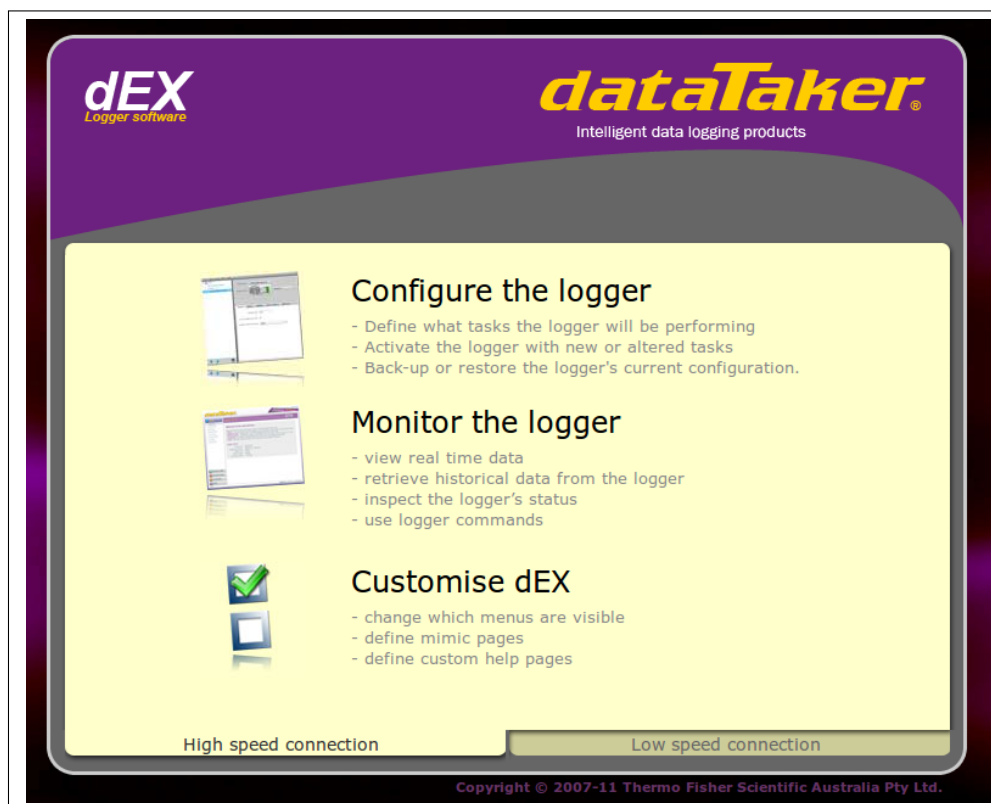 dEX
Logger software
dataTaker®
Intelligent data logging products
Configure the logger
- Define what tasks the logger will be performing
- Activate the logger with new or altered tasks
- Back-up or restore the logger's current configuration.
Monitor the logger
- view real time data
- retrieve historical data from the logger
- inspect the logger's status
- use logger commands
Customise dEX
- change which menus are visible
- define mimic pages
- define custom help pages
High speed connection
Low speed connection
Copyright © 2007-11 Thermo Fisher Scientific Australia Pty Ltd.